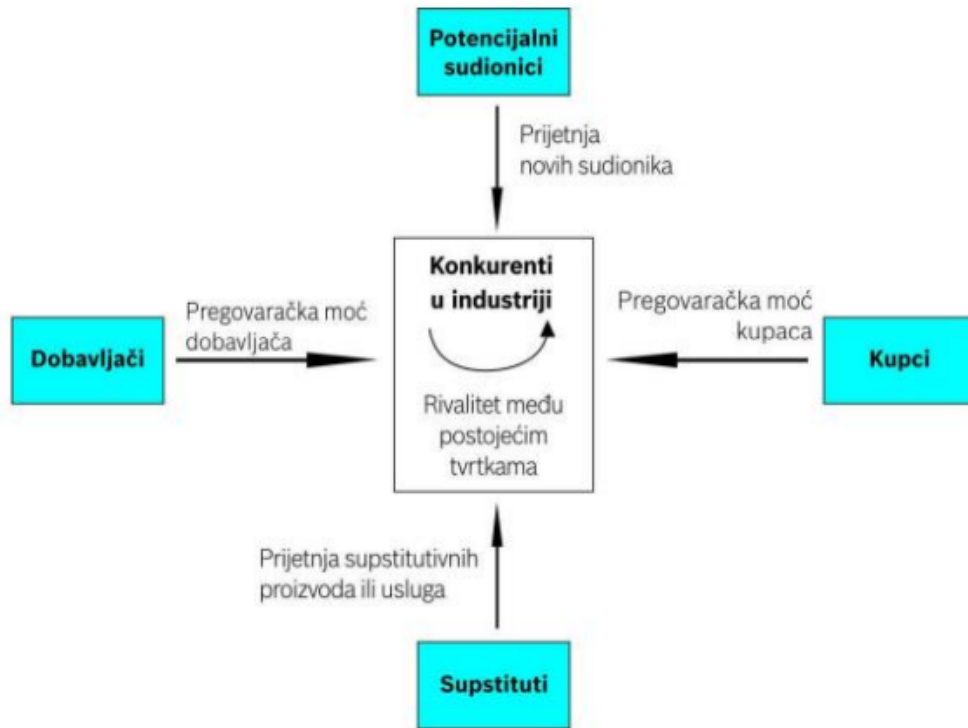 Potencijalni
sudionici
Prijetnja
novih sudionika
Konkurenti
u industriji
Rivalitet među
postojećim
tvrtkama
Dobavljači
Pregovaračka moć
dobavljača
Pregovaračka moć
kupaca
Kupci
Prijetnja supstitutivnih
proizvoda ili usluga
Supstituti